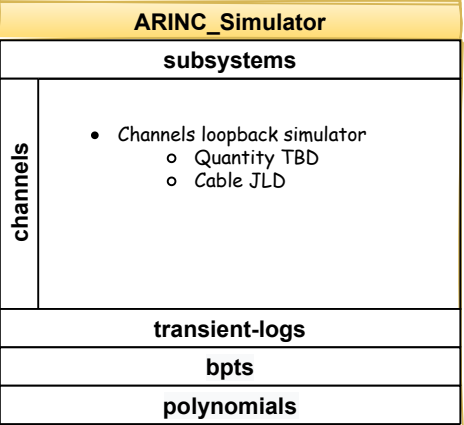 ARINC_Simulator
subsystems
channels
• Channels loopback simulator
o Quantity TBD
o Cable JLD
transient-logs
bpts
polynomials